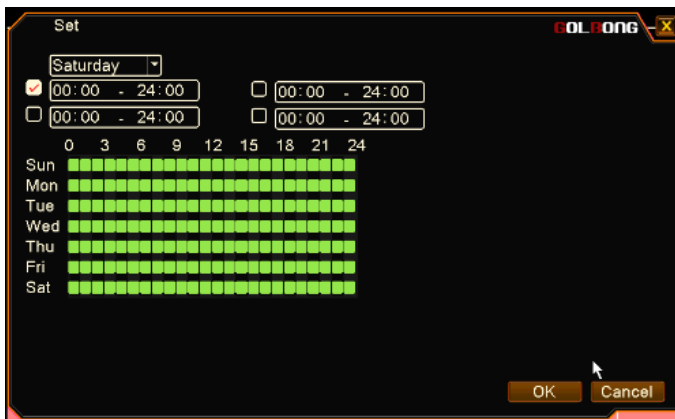 Set
GOLBONG
X
Saturday
00:00 - 24:00
00:00 - 24:00
00:00 - 24:00
00:00 - 24:00
0 3 6 9 12 15 18 21 24
Sun
Mon
Tue
Wed
Thu
Fri
Sat
OK Cancel